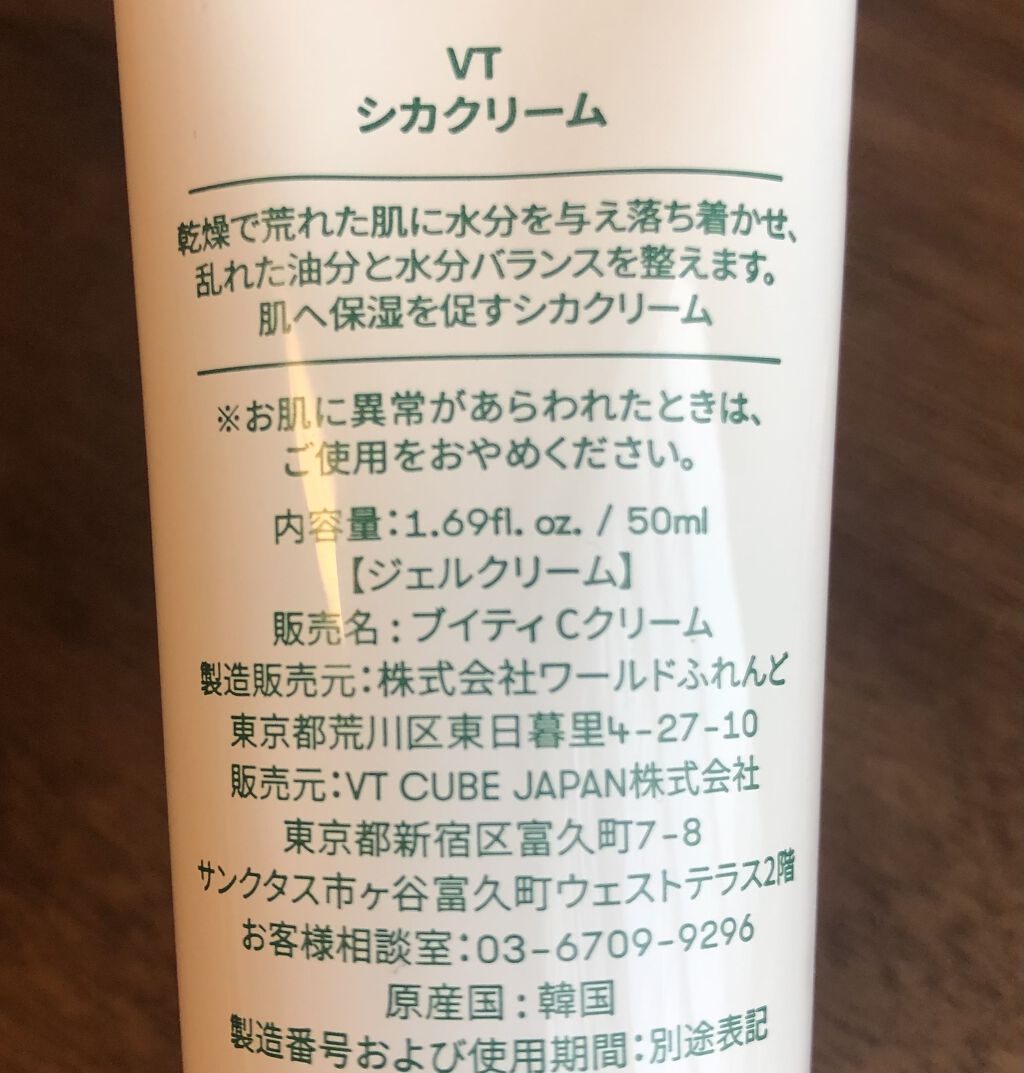 VT
シカクリーム
乾燥で荒れた肌に水分を与え落ち着かせ、
乱れた油分と水分バランスを整えます。
肌へ保湿を促すシカクリーム
※お肌に異常があらわれたときは、
ご使用をおやめください。
内容量：1.69fl. oz. / 50ml
【ジェルクリーム】
販売名：ブイティCクリーム
製造販売元：株式会社ワールドふれんど
東京都荒川区東日暮里4-27-10
販売元：VT CUBE JAPAN株式会社
東京都新宿区富久町7-8
サンクタス市ヶ谷富久町ウェストテラス2階
お客様相談室：03-6709-9296
原産国：韓国
製造番号および使用期間：別途表記